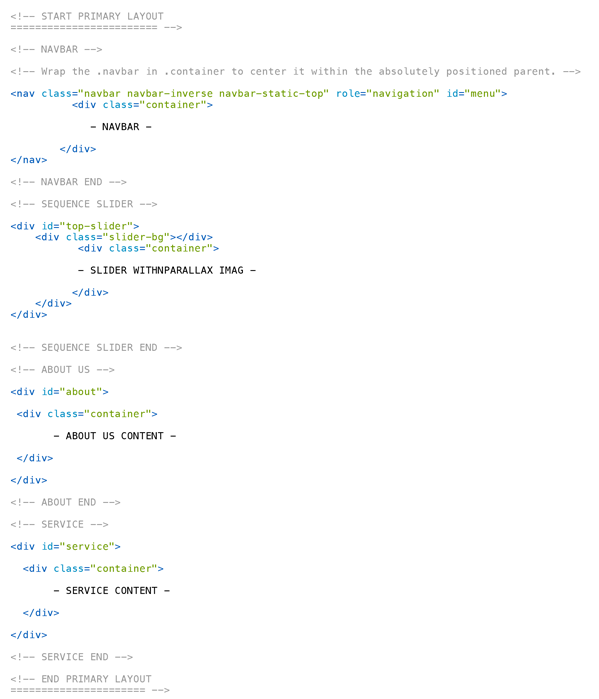 <!-- START PRIMARY LAYOUT
======================== -->
<!-- NAVBAR -->
<!-- Wrap the .navbar in .container to center it within the absolutely positioned parent. -->
<nav class="navbar navbar-inverse navbar-static-top" role="navigation" id="menu">
<div class="container">
- NAVBAR -
</div>
</nav>
<!-- NAVBAR END -->
<!-- SEQUENCE SLIDER -->
<div id="top-slider">
<div class="slider-bg"></div>
<div class="container">
- SLIDER WITHNPARALLAX IMAG -
</div>
</div>
</div>
<!-- SEQUENCE SLIDER END -->
<!-- ABOUT US -->
<div id="about">
<div class="container">
- ABOUT US CONTENT -
</div>
</div>
<!-- ABOUT END -->
<!-- SERVICE -->
<div id="service">
<div class="container">
- SERVICE CONTENT -
</div>
</div>
<!-- SERVICE END -->
<!-- END PRIMARY LAYOUT
====================== -->